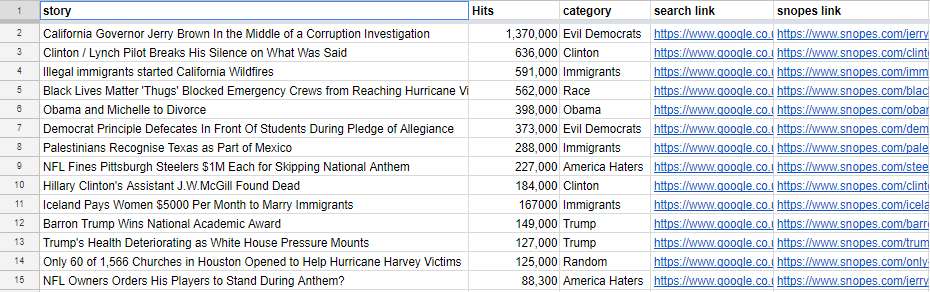 1 story Hits category search link snopes link
2 California Governor Jerry Brown In the Middle of a Corruption Investigation 1,370,000 Evil Democrats https://www.google.co.u https://www.snopes.com/jerry
3 Clinton / Lynch Pilot Breaks His Silence on What Was Said 636,000 Clinton https://www.google.co.u https://www.snopes.com/clint
4 Illegal immigrants started California Wildfires 591,000 Immigrants https://www.google.co.u https://www.snopes.com/imm
5 Black Lives Matter 'Thugs' Blocked Emergency Crews from Reaching Hurricane Vi 562,000 Race https://www.google.co.u https://www.snopes.com/blac
6 Obama and Michelle to Divorce 398,000 Obama https://www.google.co.u https://www.snopes.com/obar
7 Democrat Principle Defecates In Front Of Students During Pledge of Allegiance 373,000 Evil Democrats https://www.google.co.u https://www.snopes.com/dem
8 Palestinians Recognise Texas as Part of Mexico 288,000 Immigrants https://www.google.co.u https://www.snopes.com/pale
9 NFL Fines Pittsburgh Steelers $1M Each for Skipping National Anthem 227,000 America Haters https://www.google.co.u https://www.snopes.com/stee
10 Hillary Clinton's Assistant J.W.McGill Found Dead 184,000 Clinton https://www.google.co.u https://www.snopes.com/clint
11 Iceland Pays Women $5000 Per Month to Marry Immigrants 167000 Immigrants https://www.google.co.u https://www.snopes.com/icela
12 Barron Trump Wins National Academic Award 149,000 Trump https://www.google.co.u https://www.snopes.com/barr
13 Trump's Health Deteriorating as White House Pressure Mounts 127,000 Trump https://www.google.co.u https://www.snopes.com/trum
14 Only 60 of 1,566 Churches in Houston Opened to Help Hurricane Harvey Victims 125,000 Random https://www.google.co.u https://www.snopes.com/only-
15 NFL Owners Orders His Players to Stand During Anthem? 88,300 America Haters https://www.google.co.u https://www.snopes.com/jerry